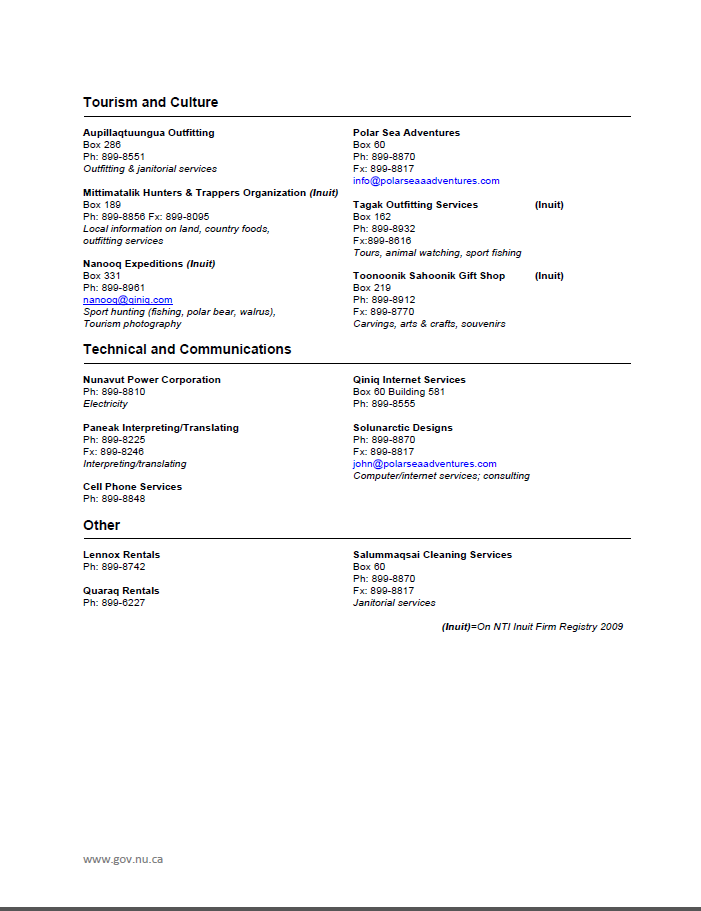 Tourism and Culture
Aupillaqtuungua Outfitting
Box 286
Ph: 899-8551
Outfitting & janitorial services
Mittimatalik Hunters & Trappers Organization (Inuit)
Box 189
Ph: 899-8856 Fx: 899-8095
Local information on land, country foods,
outfitting services
Nanooq Expeditions (Inuit)
Box 331
Ph: 899-8961
nanooq@qiniq.com
Sport hunting (fishing, polar bear, walrus),
Tourism photography
Polar Sea Adventures
Box 60
Ph: 899-8870
Fx: 899-8817
info@polarseaaadventures.com
Tagak Outfitting Services (Inuit)
Box 162
Ph: 899-8932
Fx:899-8616
Tours, animal watching, sport fishing
Toonoonik Sahoonik Gift Shop (Inuit)
Box 219
Ph: 899-8912
Fx: 899-8770
Carvings, arts & crafts, souvenirs
Technical and Communications
Nunavut Power Corporation
Ph: 899-8810
Electricity
Paneak Interpreting/Translating
Ph: 899-8225
Fx: 899-8246
Interpreting/translating
Cell Phone Services
Ph: 899-8848
Qiniq Internet Services
Box 60 Building 581
Ph: 899-8555
Solunarctic Designs
Ph: 899-8870
Fx: 899-8817
john@polarseaadventures.com
Computer/internet services; consulting
Other
Lennox Rentals
Ph: 899-8742
Quaraq Rentals
Ph: 899-6227
Salummaqsai Cleaning Services
Box 60
Ph: 899-8870
Fx: 899-8817
Janitorial services
(Inuit)=On NTI Inuit Firm Registry 2009
www.gov.nu.ca